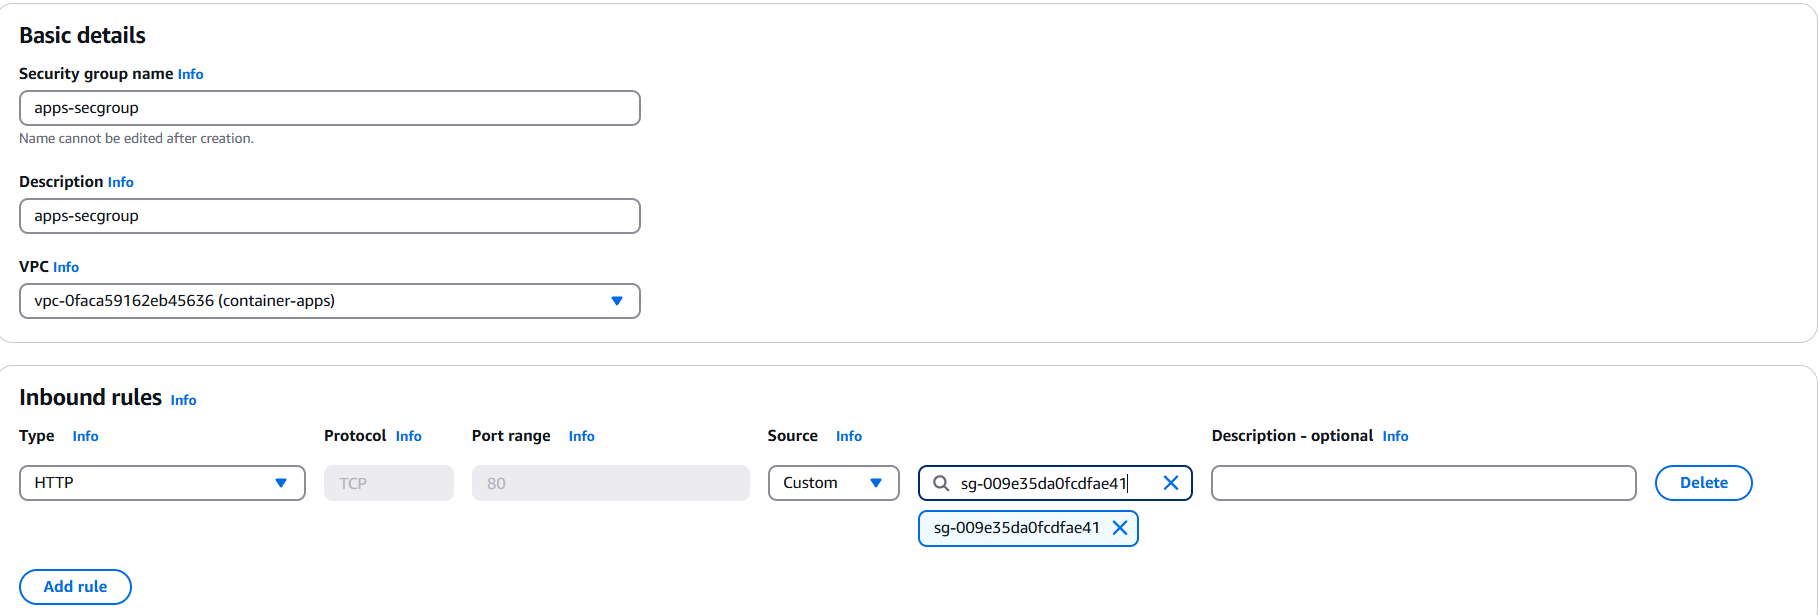 Basic details
Security group name Info
apps-secgroup
Name cannot be edited after creation.
Description Info
apps-secgroup
VPC Info
vpc-0faca59162eb45636 (container-apps)
Inbound rules Info
Type Info Protocol Info Port range Info Source Info Description - optional Info
HTTP TCP 80 Custom sg-009e35da0fcdfae41 Delete
sg-009e35da0fcdfae41
Add rule